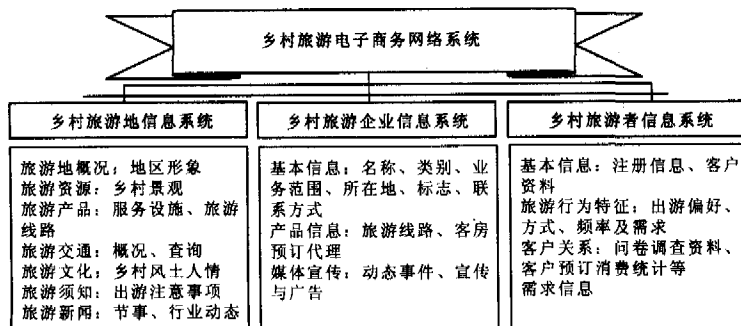 乡村旅游电子商务网络系统
乡村旅游地信息系统
旅游地概况：地区形象
旅游资源：乡村景观
旅游产品：服务设施、旅游
线路
旅游交通：概况、查询
旅游文化：乡村风土人情
旅游须知：出游注意事项
旅游新闻：节事、行业动态
乡村旅游企业信息系统
基本信息：名称、类别、业
务范围、所在地、标志、联
系方式
产品信息：旅游线路、客房
预订代理
媒体宣传：动态事件、宣传
与广告
乡村旅游者信息系统
基本信息：注册信息、客户
资料
旅游行为特征：出游偏好、
方式、频率及需求
客户关系：问卷调查资料、
客户预订消费统计等
需求信息